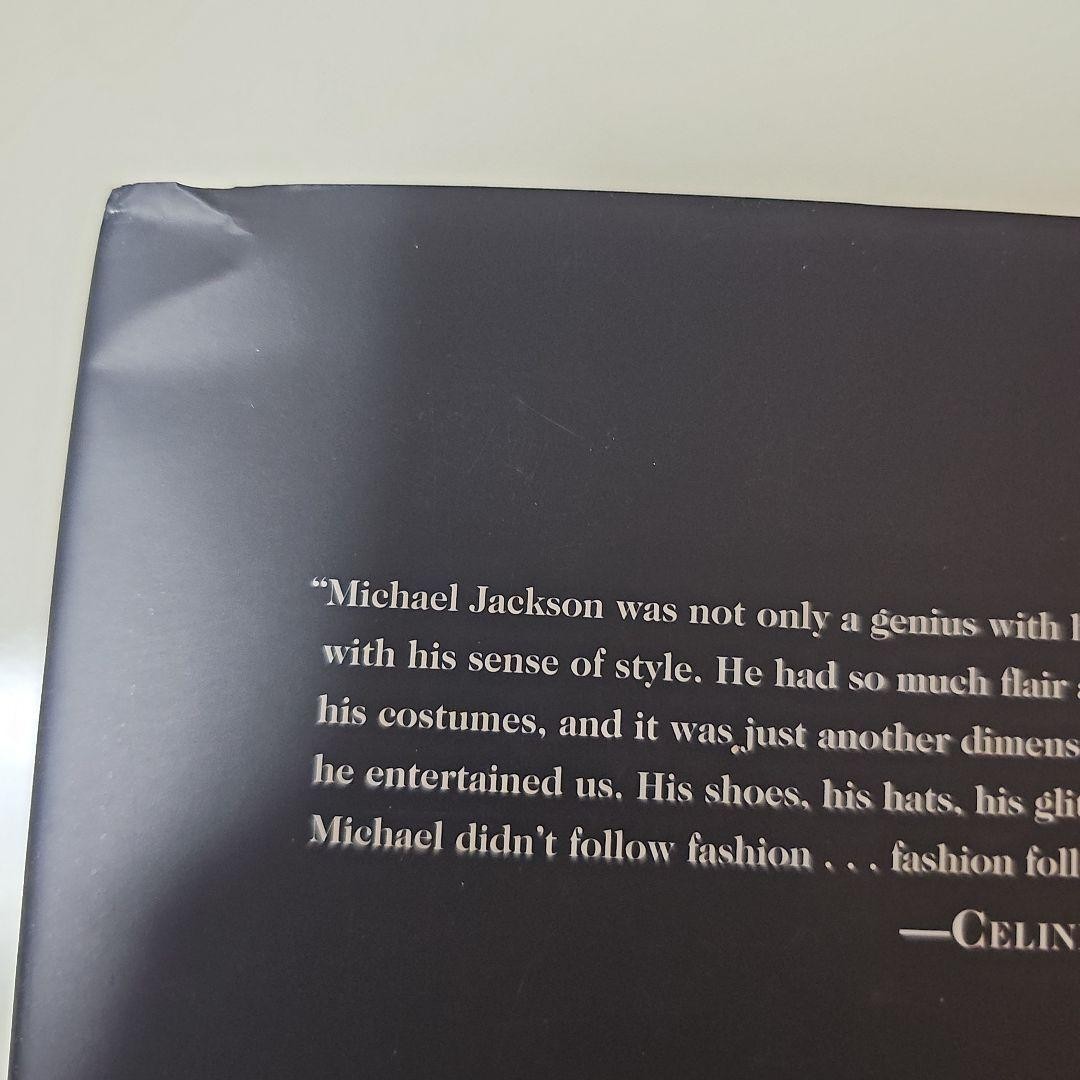 “Michael Jackson was not only a genius with
with his sense of style. He had so much flair
his costumes, and it was just another dimens
he entertained us. His shoes, his hats, his gli
Michael didn’t follow fashion . . . fashion foll
—CELIN